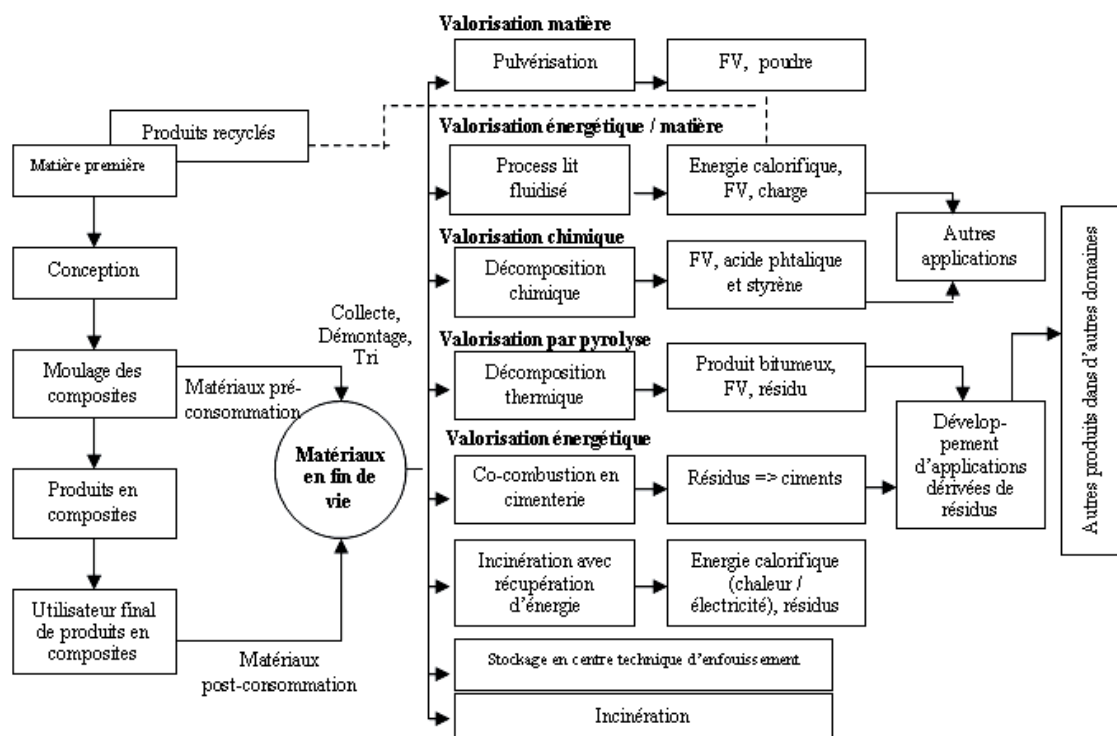 Valorisation matière
Pulvérisation
FV, poudre
Produits recyclés
Matière première
Valorisation énergétique / matière
Process lit
fluidisé
Energie calorifique,
FV, charge
Autres
applications
Conception
Valorisation chimique
Décomposition
chimique
FV, acide phtalique
et styrène
Collecte,
Démontage,
Tri
Moulage des
composites
Matériaux pré-
consommation
Valorisation par pyrolyse
Décomposition
thermique
Produit bitumeux,
FV, résidu
Matériaux
en fin de
vie
Produits en
composites
Valorisation énergétique
Co-combustion en
cimenterie
Résidus => ciments
Dévelop-
pement
d'applications
dérivées de
résidus
Autres produits dans d'autres domaines
Utilisateur final
de produits en
composites
Matériaux
post-consommation
Incinération avec
récupération
d'énergie
Energie calorifique
(chaleur /
électricité), résidus
Stockage en centre technique d'enfouissement
Incinération